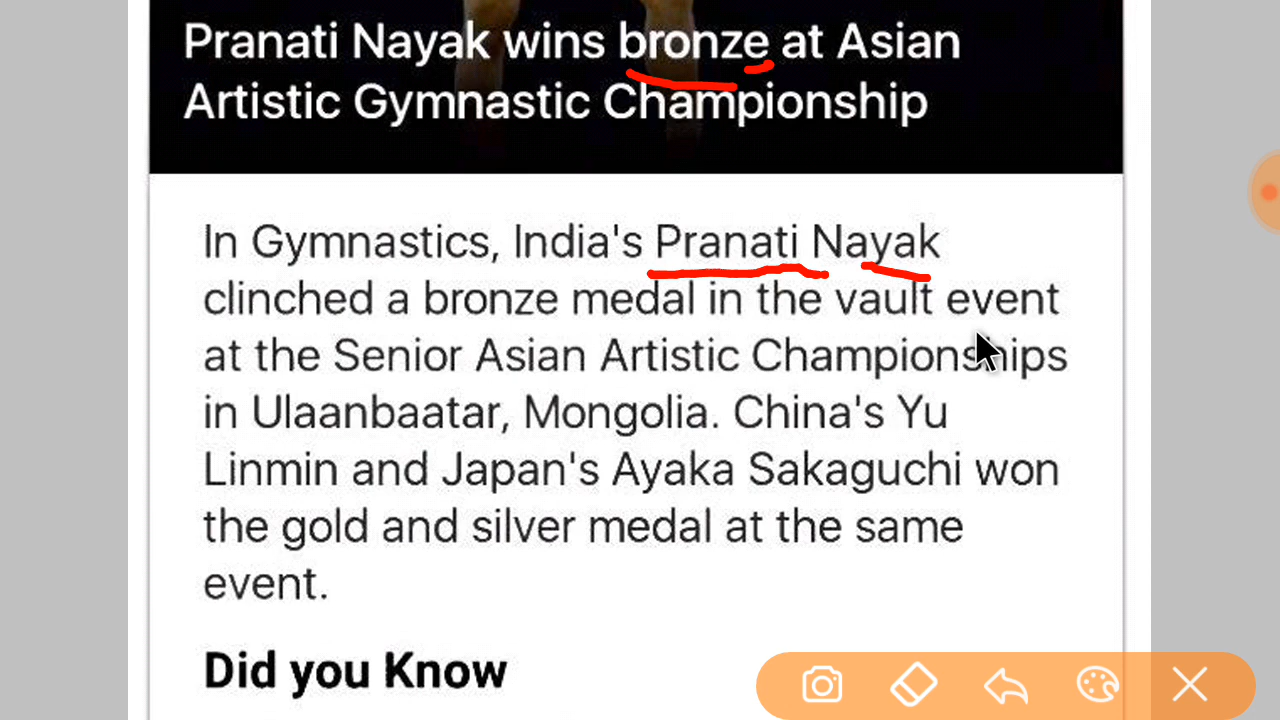 Pranati Nayak wins bronze at Asian
Artistic Gymnastic Championship
In Gymnastics, India's Pranati Nayak
clinched a bronze medal in the vault event
at the Senior Asian Artistic Championships
in Ulaanbaatar, Mongolia. China's Yu
Linmin and Japan's Ayaka Sakaguchi won
the gold and silver medal at the same
event.
Did you Know